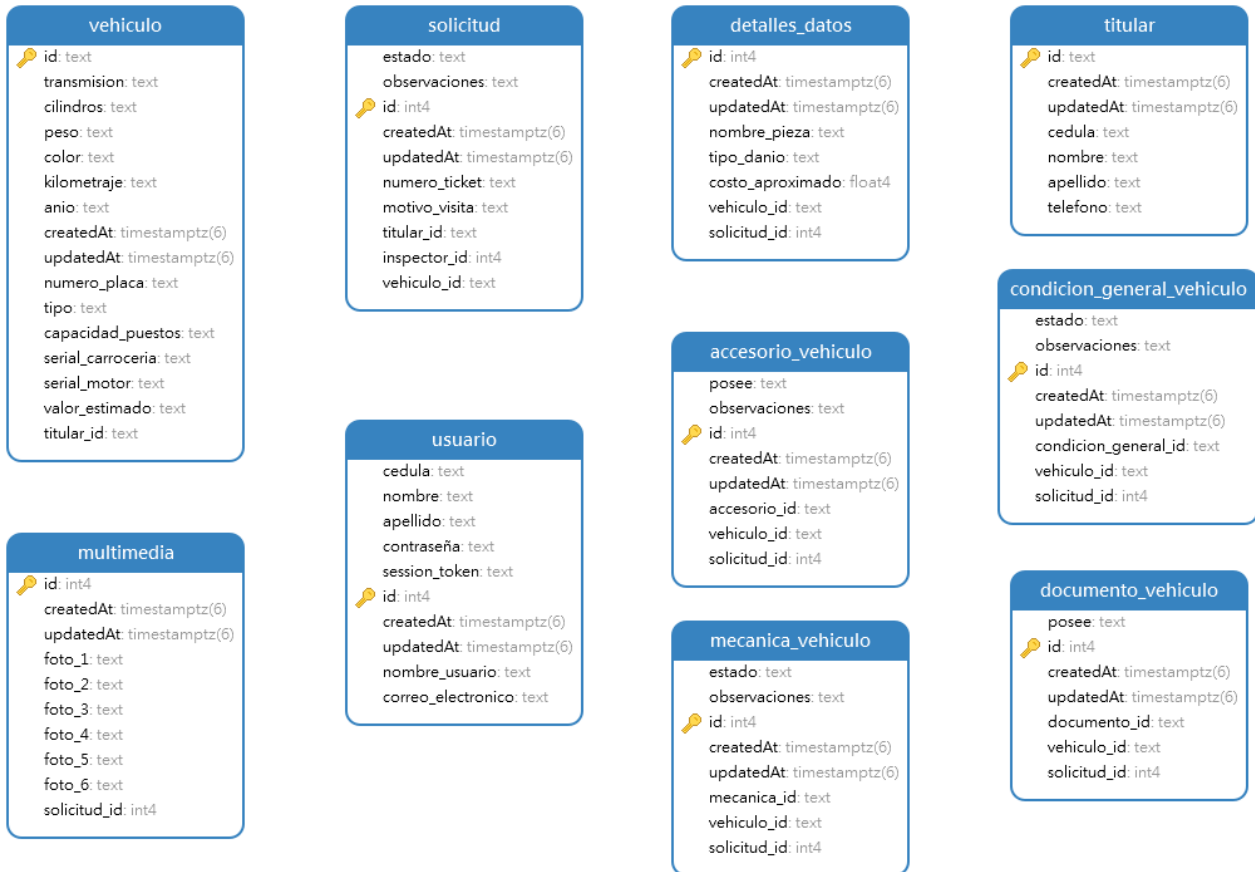 vehiculo
id: text
transmision: text
cilindros: text
peso: text
color: text
kilometraje: text
anio: text
createdAt: timestamptz(6)
updatedAt: timestamptz(6)
numero_placa: text
tipo: text
capacidad_puestos: text
serial_carroceria: text
serial_motor: text
valor_estimado: text
titular_id: text
multimedia
id: int4
createdAt: timestamptz(6)
updatedAt: timestamptz(6)
foto_1: text
foto_2: text
foto_3: text
foto_4: text
foto_5: text
foto_6: text
solicitud_id: int4
solicitud
estado: text
observaciones: text
id: int4
createdAt: timestamptz(6)
updatedAt: timestamptz(6)
numero_ticket: text
motivo_visita: text
titular_id: text
inspector_id: int4
vehiculo_id: text
usuario
cedula: text
nombre: text
apellido: text
contraseña: text
session_token: text
id: int4
createdAt: timestamptz(6)
updatedAt: timestamptz(6)
nombre_usuario: text
correo_electronico: text
detalles_datos
id: int4
createdAt: timestamptz(6)
updatedAt: timestamptz(6)
nombre_pieza: text
tipo_danio: text
costo_aproximado: float4
vehiculo_id: text
solicitud_id: int4
accesorio_vehiculo
posee: text
observaciones: text
id: int4
createdAt: timestamptz(6)
updatedAt: timestamptz(6)
accesorio_id: text
vehiculo_id: text
solicitud_id: int4
mecanica_vehiculo
estado: text
observaciones: text
id: int4
createdAt: timestamptz(6)
updatedAt: timestamptz(6)
mecanica_id: text
vehiculo_id: text
solicitud_id: int4
titular
id: text
createdAt: timestamptz(6)
updatedAt: timestamptz(6)
cedula: text
nombre: text
apellido: text
telefono: text
condicion_general_vehiculo
estado: text
observaciones: text
id: int4
createdAt: timestamptz(6)
updatedAt: timestamptz(6)
condicion_general_id: text
vehiculo_id: text
solicitud_id: int4
documento_vehiculo
posee: text
id: int4
createdAt: timestamptz(6)
updatedAt: timestamptz(6)
documento_id: text
vehiculo_id: text
solicitud_id: int4